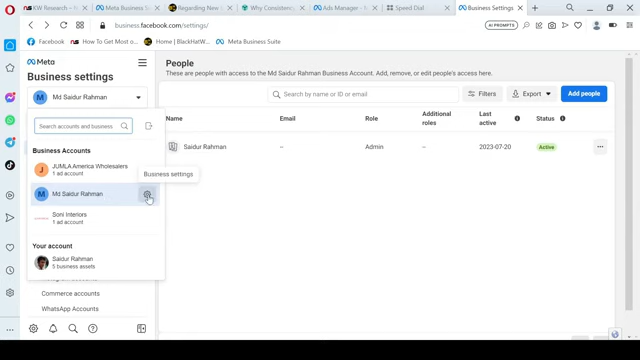 KW Research – N
Meta Business Set
Regarding New
Why Consistenc
Ads Manager - M
Speed Dial
Business Settings
business.facebook.com/settings/
AI PROMPTS
Facebook
How To Get Most o
Home | BlackHatW
Meta Business Suite
Meta
Business settings
Md Saidur Rahman
Search accounts and business
Business Accounts
JUMLA America Wholesalers
1 ad account
Business settings
Md Saidur Rahman
Soni Interiors
1 ad account
Your account
Saidur Rahman
5 business assets
Commerce accounts
WhatsApp Accounts
People
These are people with access to the Md Saidur Rahman Business Account. Add, remove, or edit people's access here.
Search by name or ID or email
Filters
Export
Add people
Name
Email
Role
Additional roles
Last active
Status
Saidur Rahman
--
Admin
--
2023-07-20
Active